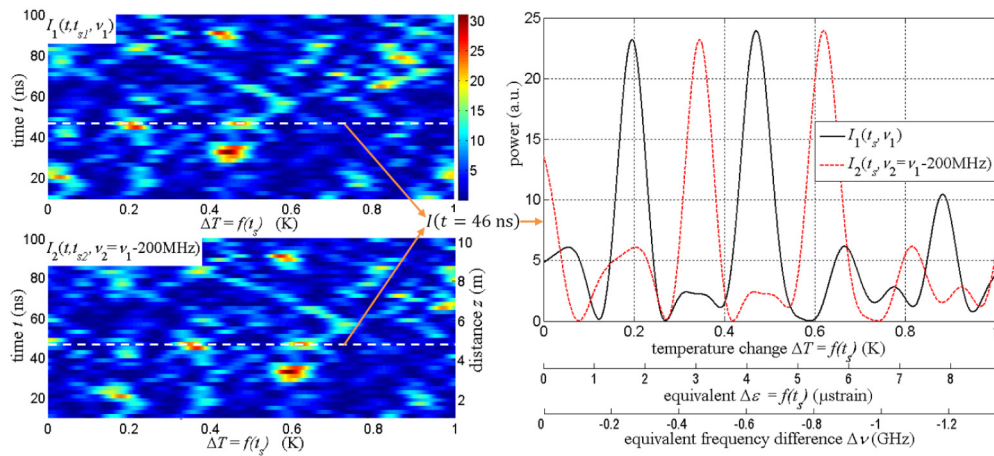 I₁(t,tₛ₁, ν₁)
100
80
60
40
20
time t (ns)
0 0.2 0.4 0.6 0.8 1
ΔT = f(tₛ) (K)
30
25
20
15
10
5
I(t = 46 ns)
I₂(t,tₛ₂, ν₂=ν₁-200MHz)
100
80
60
40
20
time t (ns)
0 0.2 0.4 0.6 0.8 1
ΔT = f(tₛ) (K)
10
8
6
4
2
0
distance z (m)
25
20
15
10
5
0
power (a.u.)
I₁(tₛ,ν₁)
I₂(tₛ,ν₂=ν₁-200MHz)
0 0.2 0.4 0.6 0.8
temperature change ΔT = f(tₛ) (K)
0 1 2 3 4 5 6 7 8
equivalent Δε = f(tₛ) (μstrain)
0 -0.2 -0.4 -0.6 -0.8 -1 -1.2
equivalent frequency difference Δν (GHz)